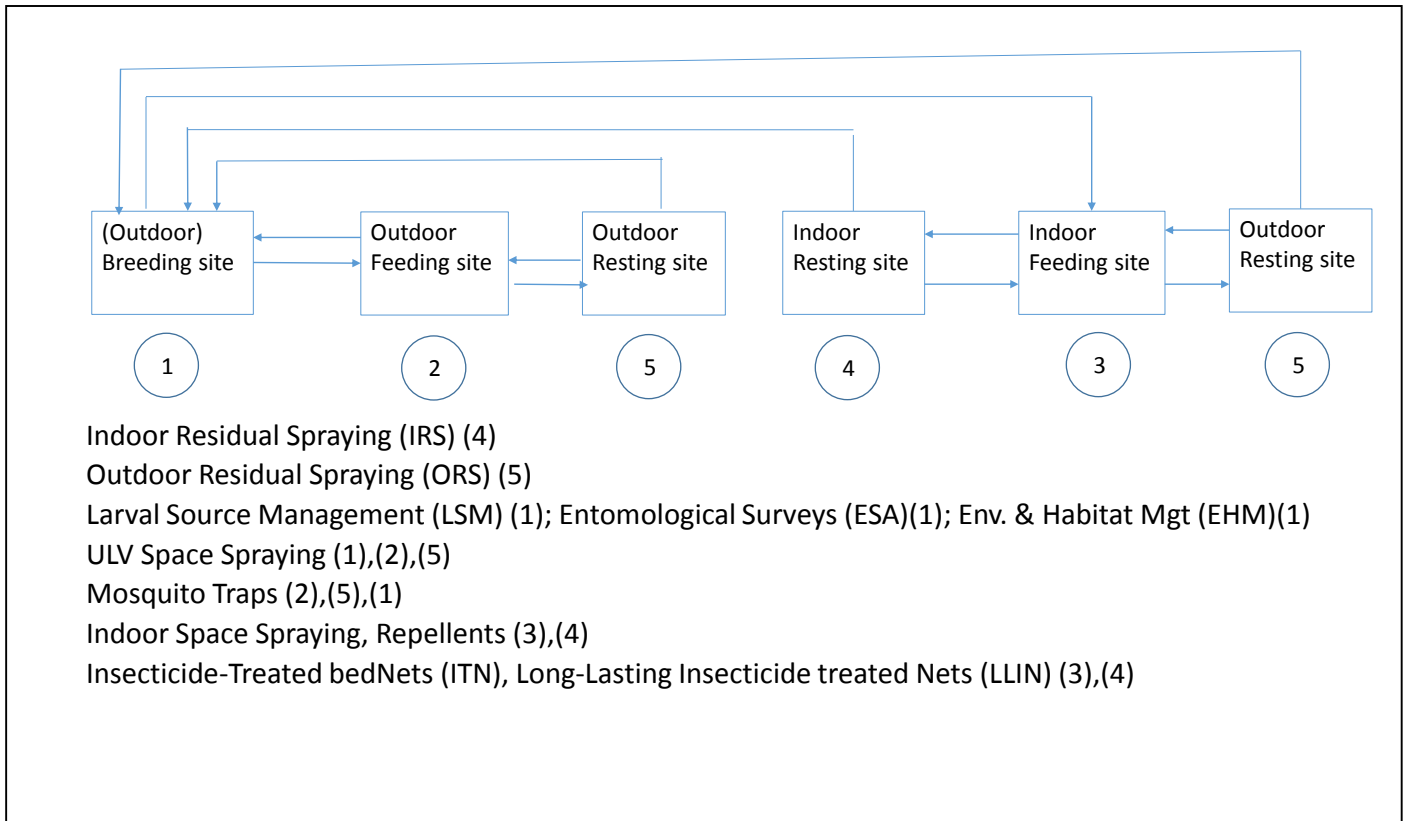 (Outdoor)
Breeding site
Outdoor
Feeding site
Outdoor
Resting site
Indoor
Resting site
Indoor
Feeding site
Outdoor
Resting site
1
2
5
4
3
5
Indoor Residual Spraying (IRS) (4)
Outdoor Residual Spraying (ORS) (5)
Larval Source Management (LSM) (1); Entomological Surveys (ESA)(1); Env. & Habitat Mgt (EHM)(1)
ULV Space Spraying (1),(2),(5)
Mosquito Traps (2),(5),(1)
Indoor Space Spraying, Repellents (3),(4)
Insecticide-Treated bedNets (ITN), Long-Lasting Insecticide treated Nets (LLIN) (3),(4)